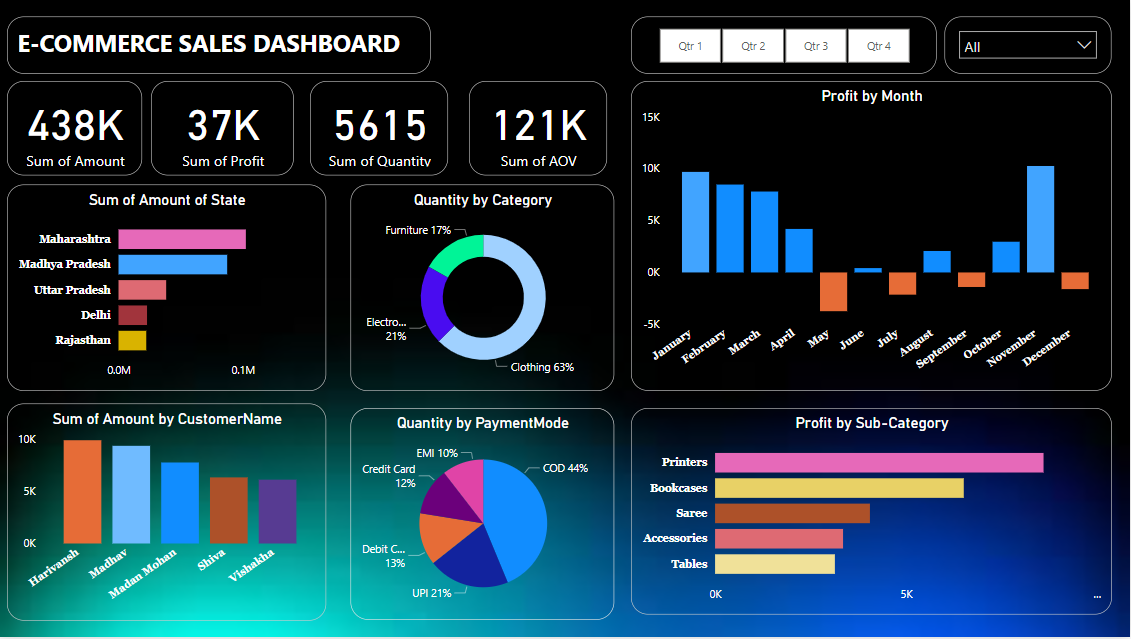 E-COMMERCE SALES DASHBOARD
Qtr 1
Qtr 2
Qtr 3
Qtr 4
All
438K
Sum of Amount
37K
Sum of Profit
5615
Sum of Quantity
121K
Sum of AOV
Profit by Month
15K
10K
5K
0K
-5K
January
February
March
April
May
June
July
August
September
October
November
December
Sum of Amount of State
Maharashtra
Madhya Pradesh
Uttar Pradesh
Delhi
Rajasthan
0.0M
0.1M
Quantity by Category
Furniture 17%
Electro...
21%
Clothing 63%
Sum of Amount by CustomerName
10K
5K
0K
Harivansh
Madhav
Madan Mohan
Shiva
Vishakha
Quantity by PaymentMode
EMI 10%
Credit Card
12%
Debit C...
13%
UPI 21%
COD 44%
Profit by Sub-Category
Printers
Bookcases
Saree
Accessories
Tables
0K
5K
...